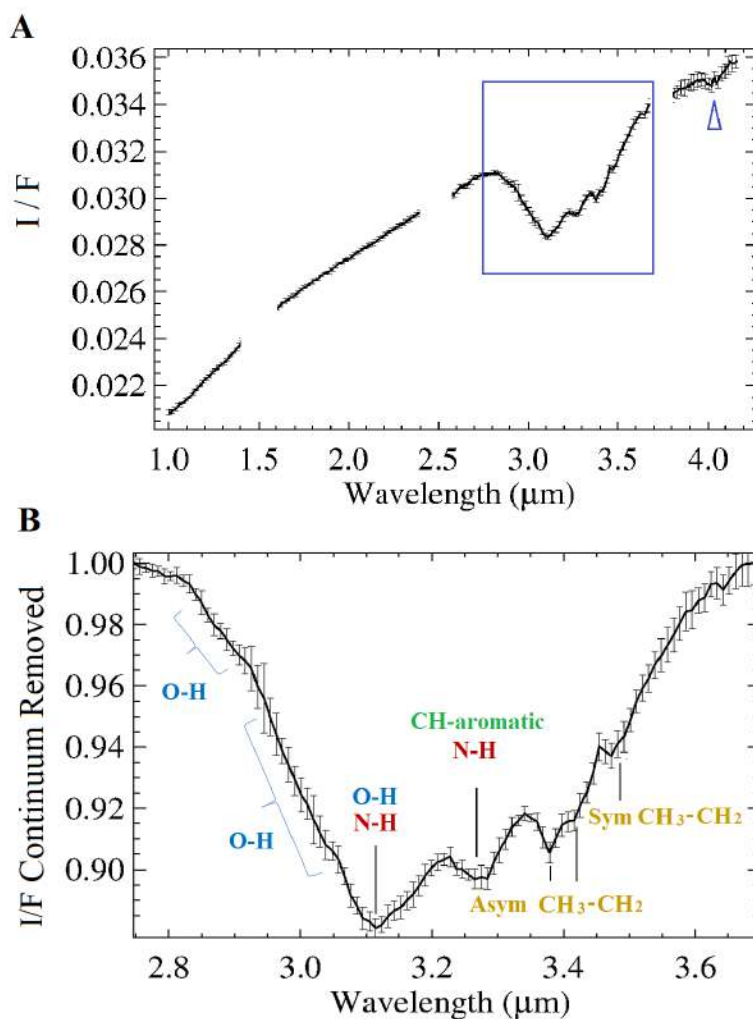 A
0.036
0.034
0.032
0.030
0.028
0.026
0.024
0.022
I / F
1.0 1.5 2.0 2.5 3.0 3.5 4.0
Wavelength (μm)
B
1.00
0.98
0.96
0.94
0.92
0.90
I/F Continuum Removed
O-H
O-H
O-H
N-H
CH-aromatic
N-H
Sym CH₃-CH₂
Asym CH₃-CH₂
2.8 3.0 3.2 3.4 3.6
Wavelength (μm)